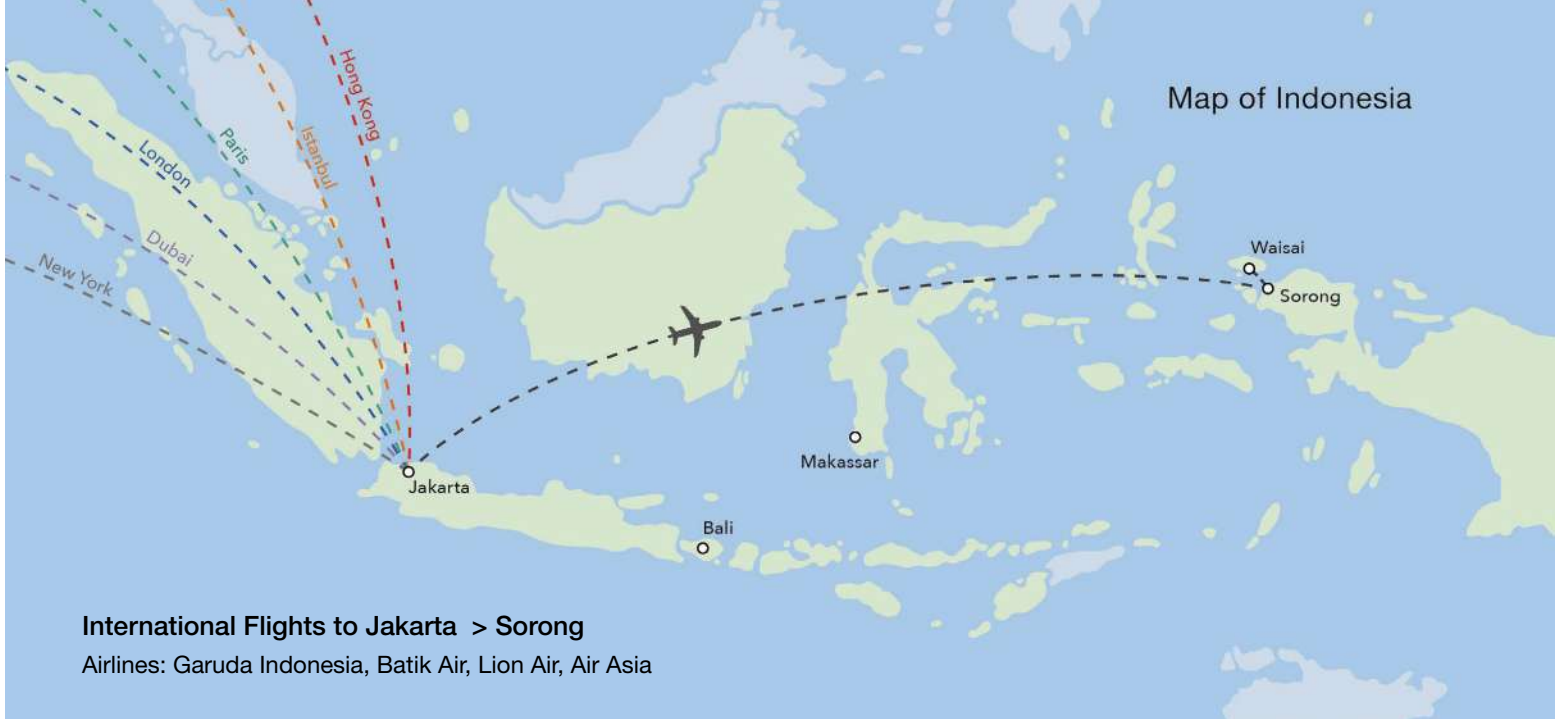 Map of Indonesia
Hong Kong
Istanbul
Paris
London
Dubai
New York
Waisai
Sorong
Makassar
Jakarta
Bali
International Flights to Jakarta > Sorong
Airlines: Garuda Indonesia, Batik Air, Lion Air, Air Asia